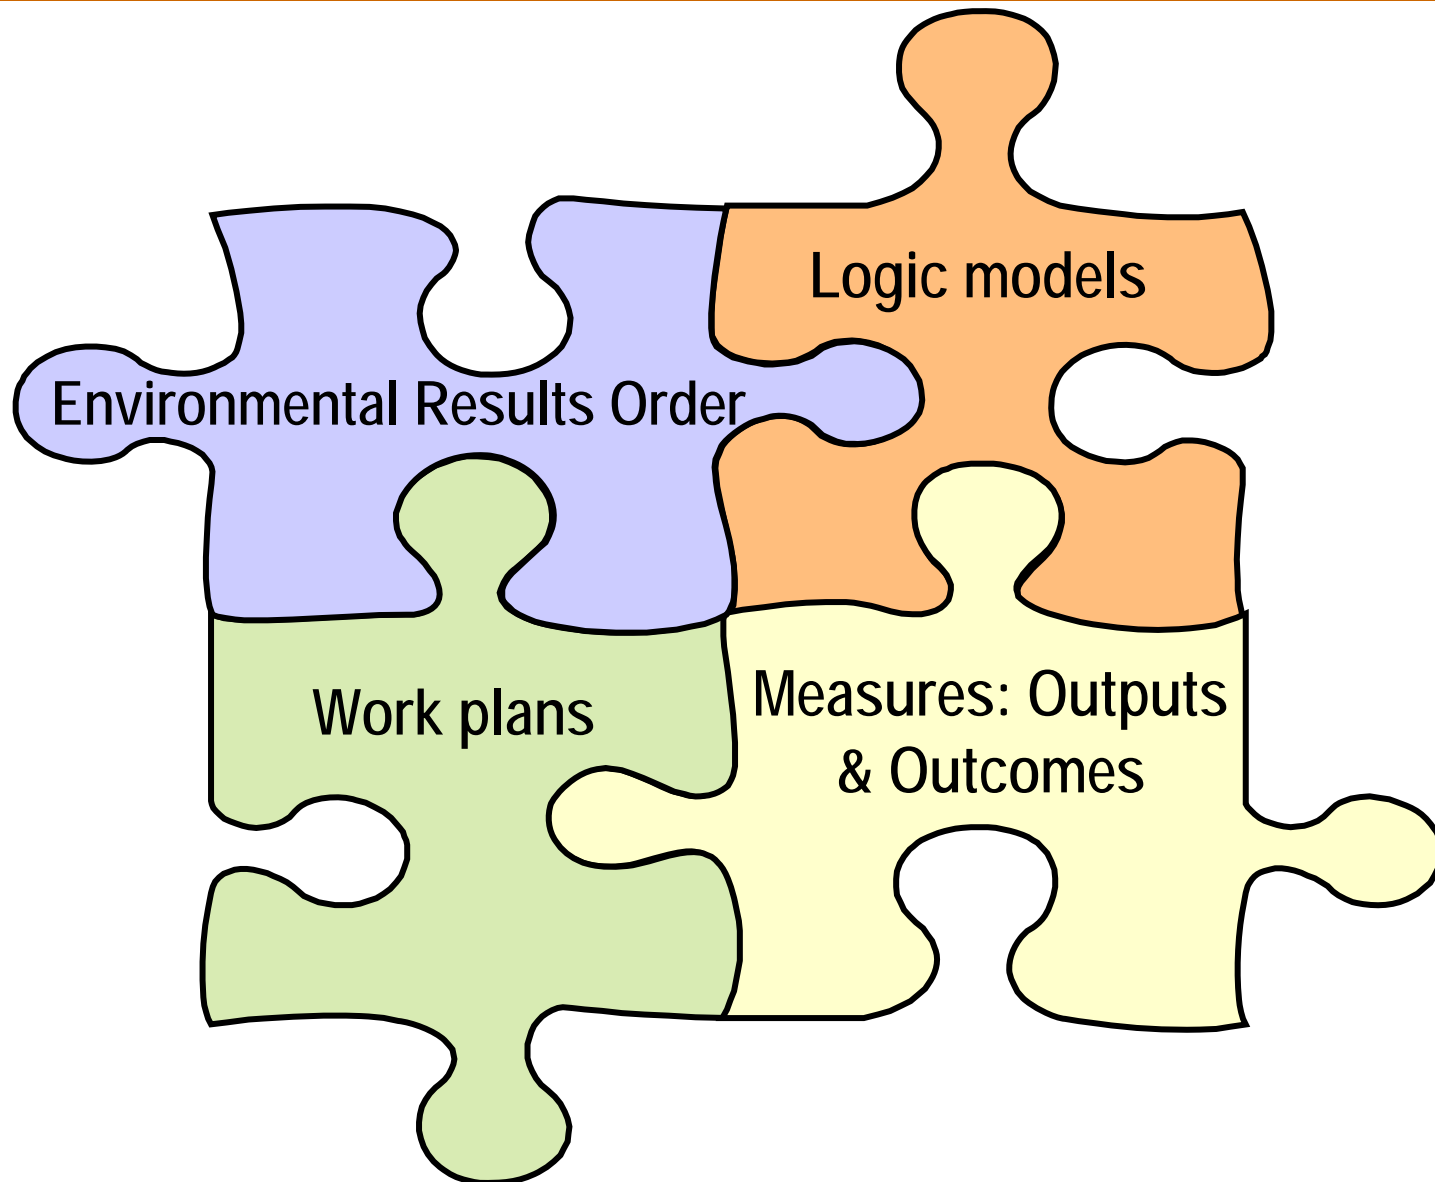 Logic models
Environmental Results Order
Work plans
Measures: Outputs
& Outcomes